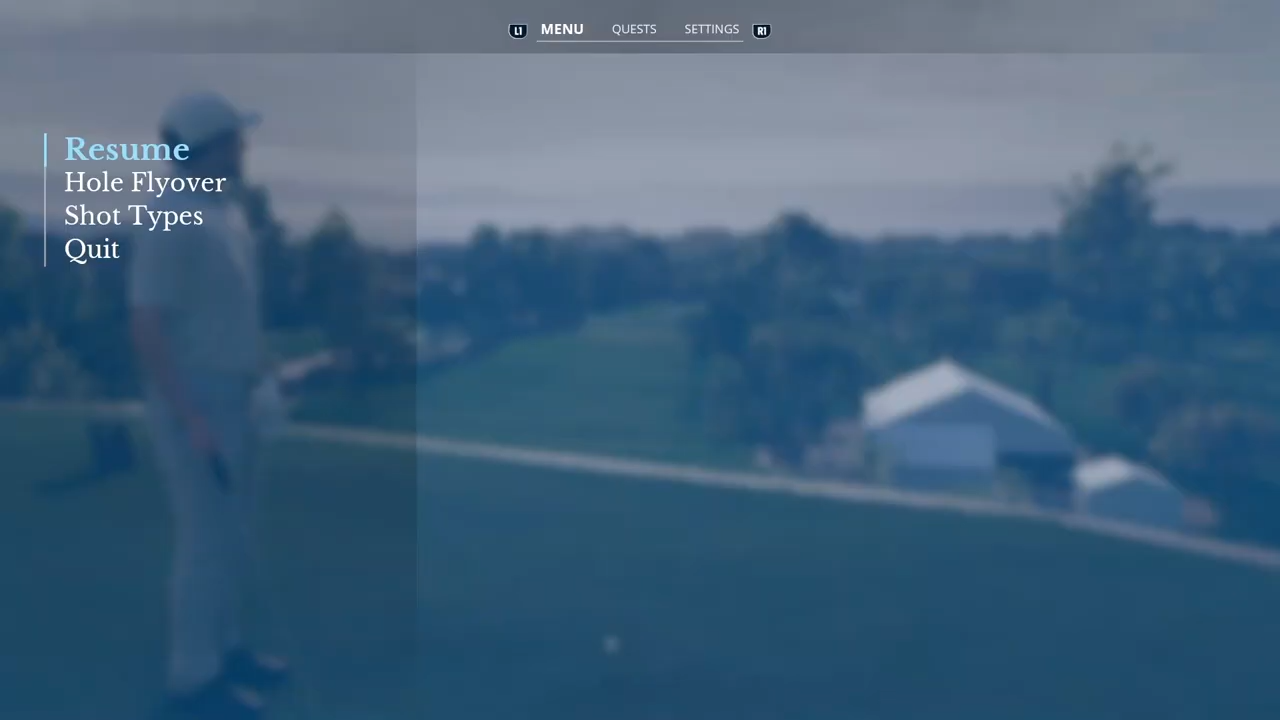 L1 MENU QUESTS SETTINGS R1
Resume
Hole Flyover
Shot Types
Quit